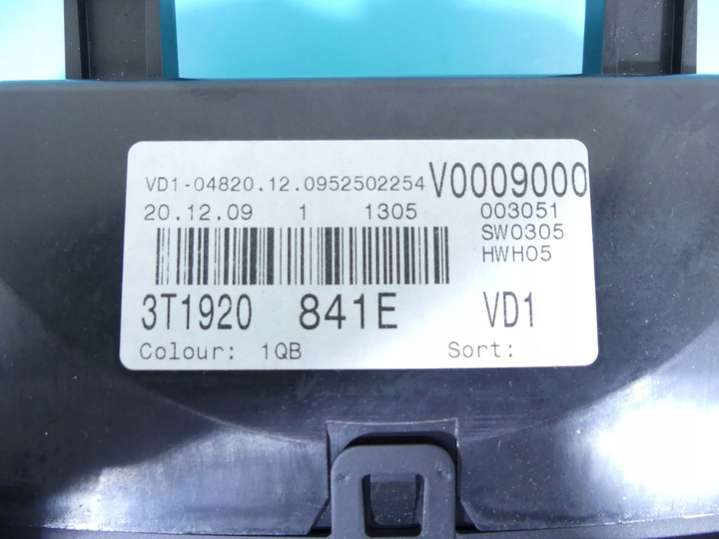 VD1-04820.12.0952502254 V0009000
20.12.09 1 1305 003051
SW0305
HWH05
3T1920 841E VD1
Colour: 1QB Sort: